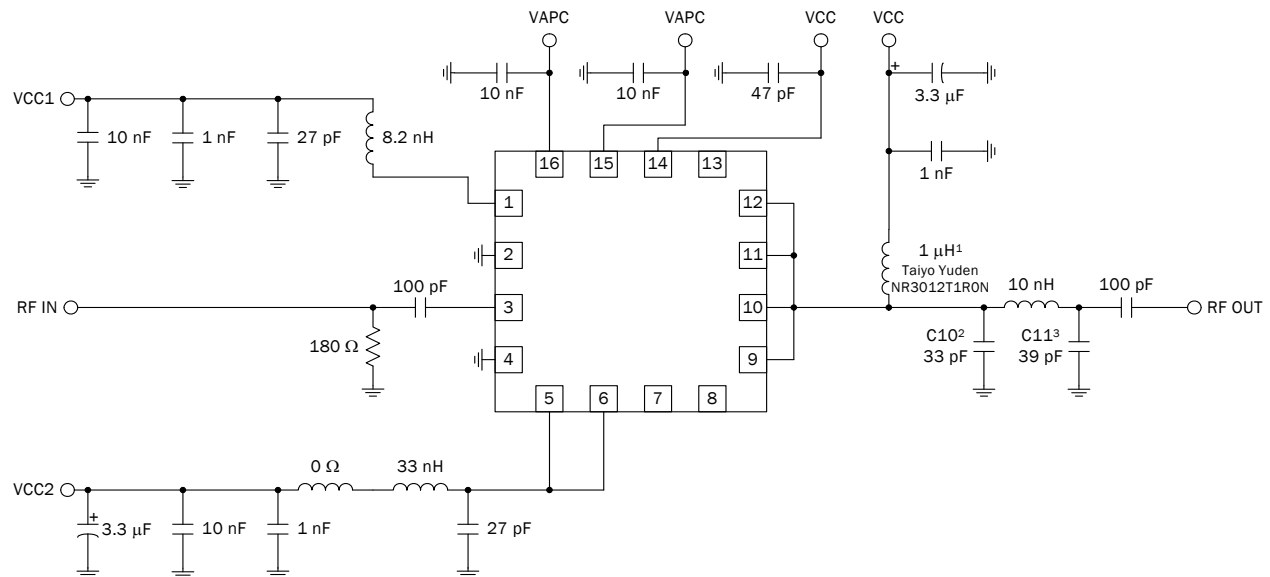 VAPC
VAPC
VCC
VCC
10 nF
10 nF
47 pF
+
3.3 µF
1 nF
VCC1
10 nF
1 nF
27 pF
8.2 nH
16
15
14
13
1
2
3
4
12
11
10
9
5
6
7
8
1 µH¹
Taiyo Yuden
NR3012T1R0N
RF IN
100 pF
180 Ω
10 nH
100 pF
RF OUT
C10²
33 pF
C11³
39 pF
VCC2
0 Ω
33 nH
+
3.3 µF
10 nF
1 nF
27 pF